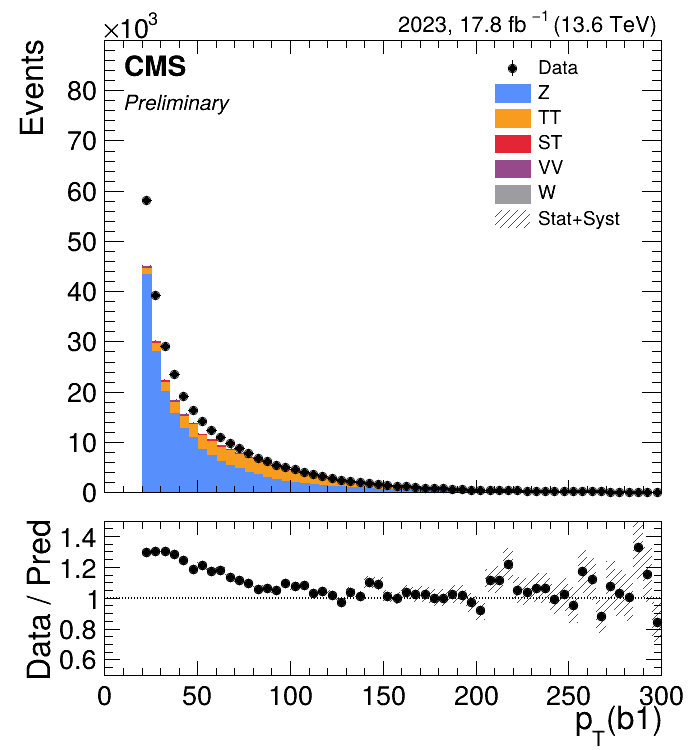 ×10³
2023, 17.8 fb⁻¹ (13.6 TeV)
CMS
Preliminary
Events
80
70
60
50
40
30
20
10
0
Data
Z
TT
ST
VV
W
Stat+Syst
Data / Pred
1.4
1.2
1
0.8
0.6
0
50
100
150
200
250
300
p_T(b1)